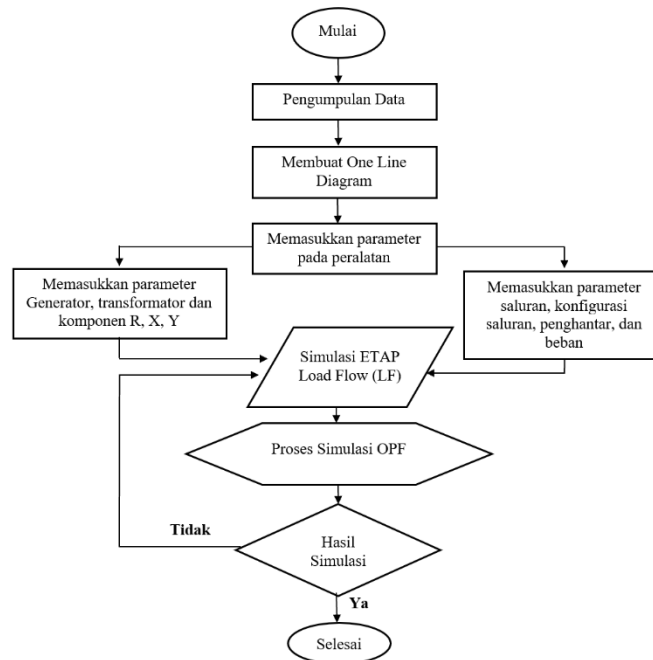 Mulai
Pengumpulan Data
Membuat One Line
Diagram
Memasukkan parameter
pada peralatan
Memasukkan parameter
Generator, transformator dan
komponen R, X, Y
Memasukkan parameter
saluran, konfigurasi
saluran, penghantar, dan
beban
Simulasi ETAP
Load Flow (LF)
Proses Simulasi OPF
Tidak
Hasil
Simulasi
Ya
Selesai